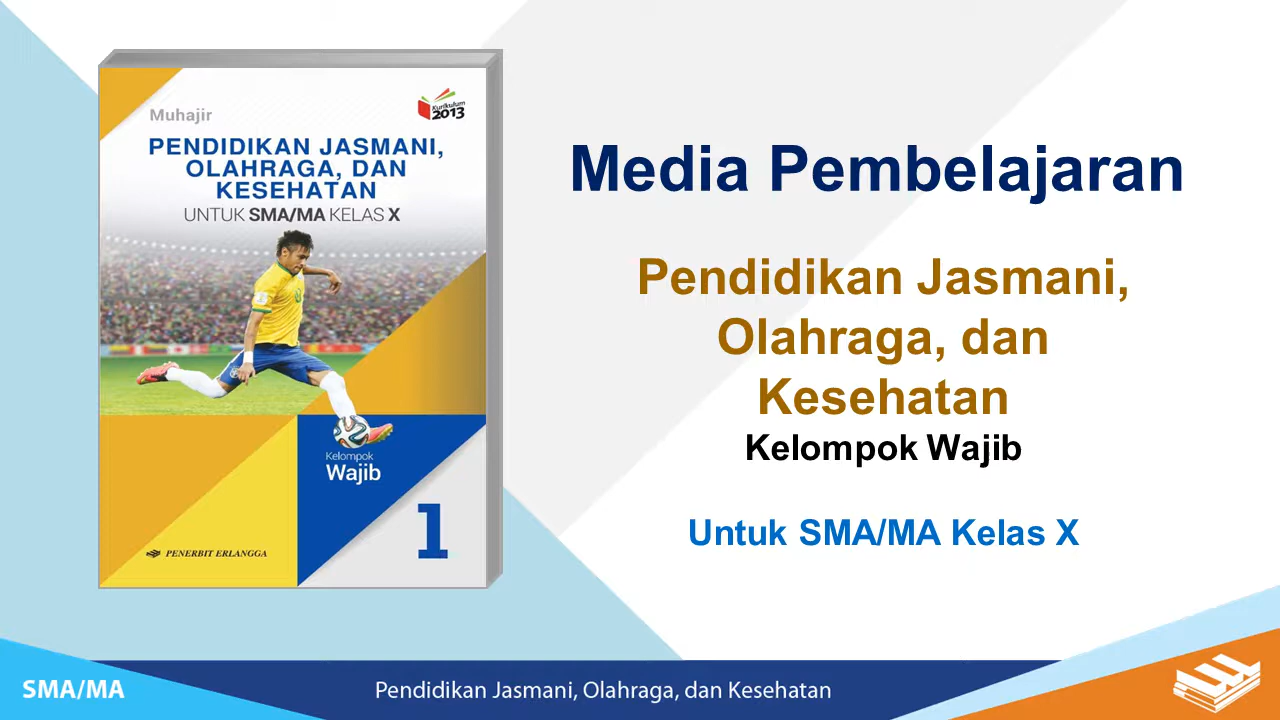 Muhajir
Kurikulum
2013
PENDIDIKAN JASMANI,
OLAHRAGA, DAN
KESEHATAN
UNTUK SMA/MA KELAS X
Kelompok
Wajib
1
PENERBIT ERLANGGA
Media Pembelajaran
Pendidikan Jasmani,
Olahraga, dan
Kesehatan
Kelompok Wajib
Untuk SMA/MA Kelas X
SMA/MA
Pendidikan Jasmani, Olahraga, dan Kesehatan